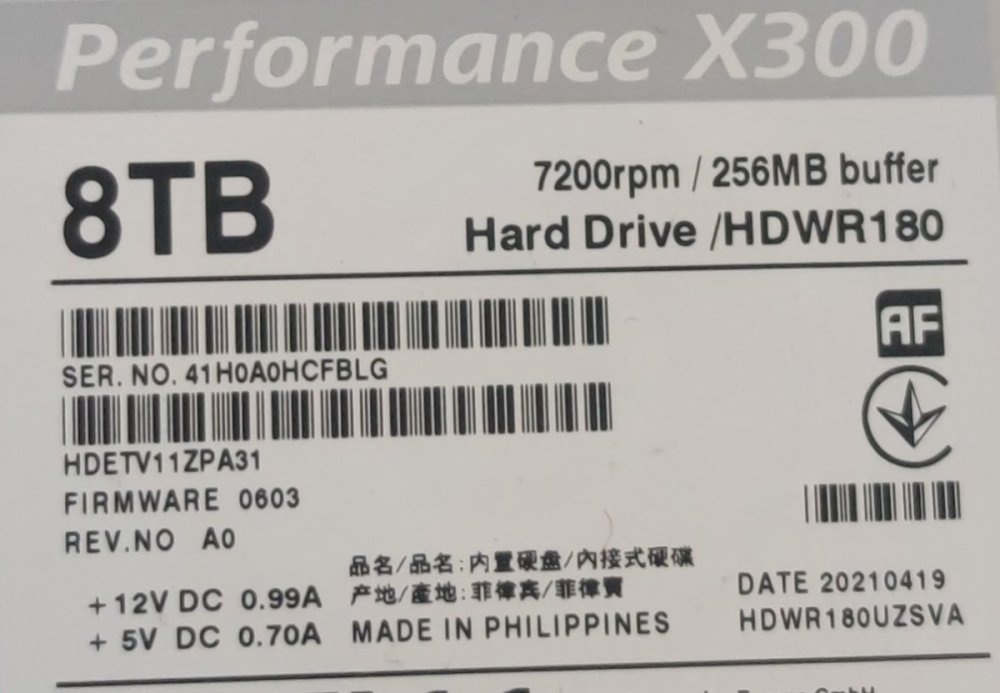 Performance X300
8TB
7200rpm / 256MB buffer
Hard Drive /HDWR180
AF
SER. NO. 41H0A0HCFBLG
HDETV11ZPA31
FIRMWARE 0603
REV.NO A0
品名/品名:内置硬盘/內接式硬碟
+12V DC 0.99A
产地/產地:菲律宾/菲律賓
DATE 20210419
+ 5V DC 0.70A
MADE IN PHILIPPINES
HDWR180UZSVA